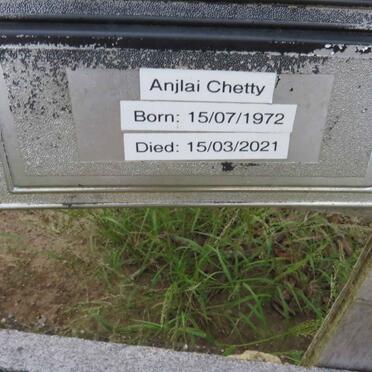 Anjlai Chetty
Born: 15/07/1972
Died: 15/03/2021